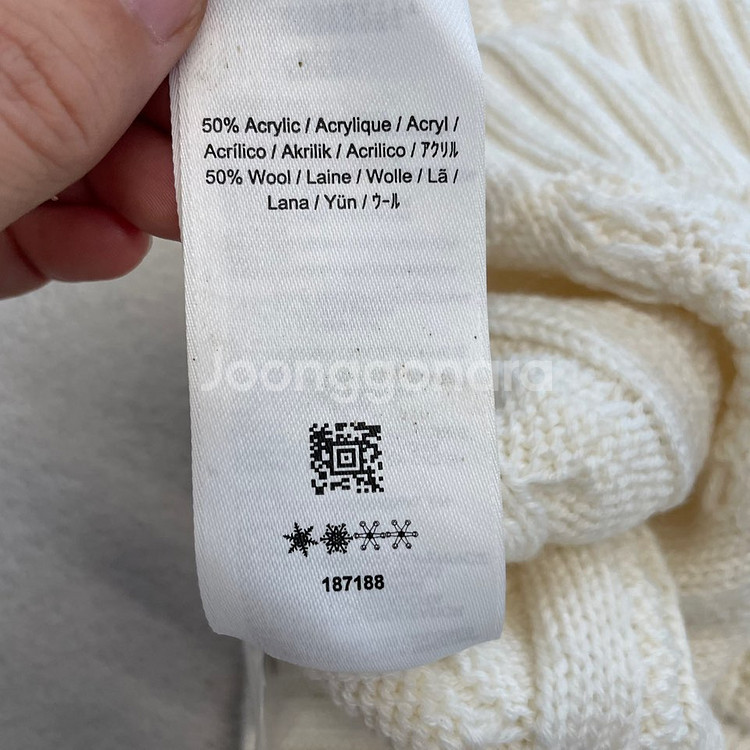 50% Acrylic / Acrylique / Acryl /
Acrílico / Akrilik / Acrilico / アクリル
50% Wool / Laine / Wolle / Lã /
Lana / Yün / ウール
Joonggonara
187188